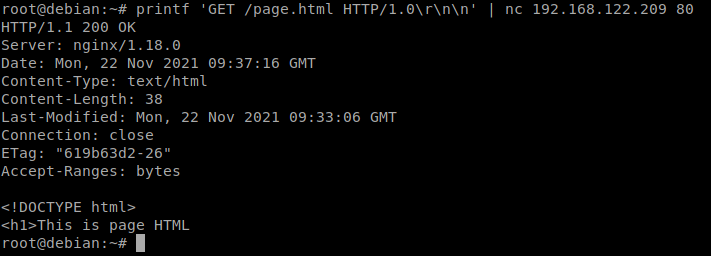 root@debian:~# printf 'GET /page.html HTTP/1.0\r\n\n' | nc 192.168.122.209 80
HTTP/1.1 200 OK
Server: nginx/1.18.0
Date: Mon, 22 Nov 2021 09:37:16 GMT
Content-Type: text/html
Content-Length: 38
Last-Modified: Mon, 22 Nov 2021 09:33:06 GMT
Connection: close
ETag: "619b63d2-26"
Accept-Ranges: bytes

<!DOCTYPE html>
<h1>This is page HTML
root@debian:~#